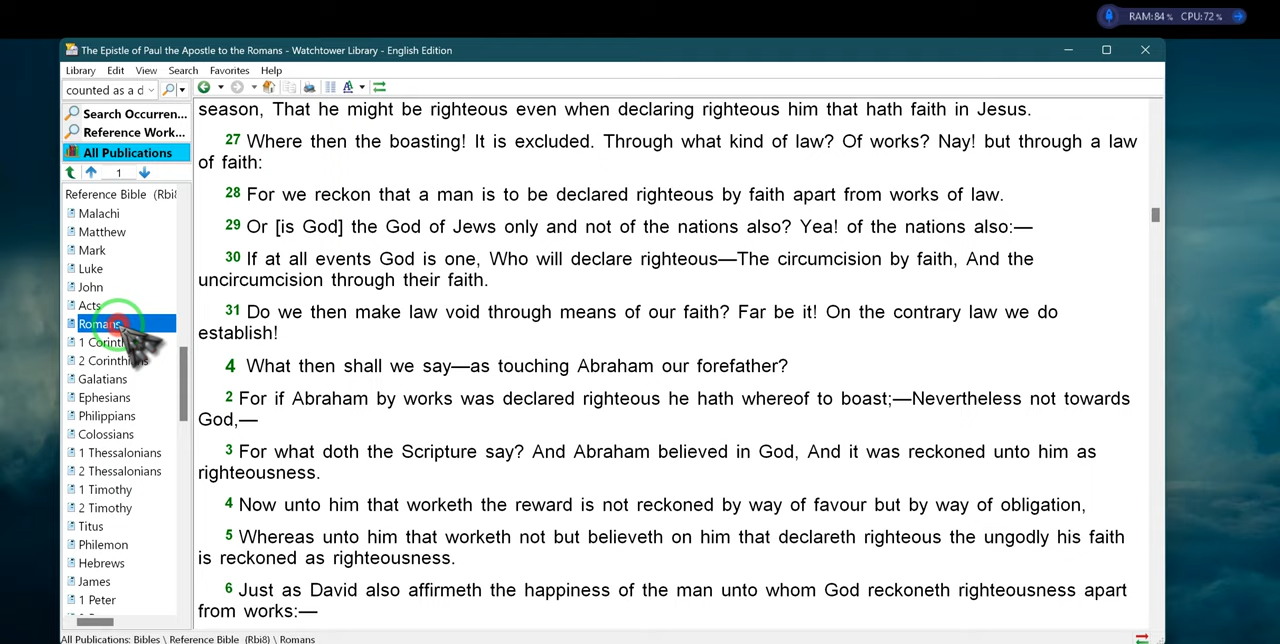 RAM:84% CPU:72%
The Epistle of Paul the Apostle to the Romans - Watchtower Library - English Edition
Library Edit View Search Favorites Help
counted as a d
Search Occurren...
Reference Work...
All Publications
1
Reference Bible (Rbi8
Malachi
Matthew
Mark
Luke
John
Acts
Romans
1 Corinth
2 Corinthi
Galatians
Ephesians
Philippians
Colossians
1 Thessalonians
2 Thessalonians
1 Timothy
2 Timothy
Titus
Philemon
Hebrews
James
1 Peter
season, That he might be righteous even when declaring righteous him that hath faith in Jesus.
27 Where then the boasting! It is excluded. Through what kind of law? Of works? Nay! but through a law
of faith:
28 For we reckon that a man is to be declared righteous by faith apart from works of law.
29 Or [is God] the God of Jews only and not of the nations also? Yea! of the nations also:—
30 If at all events God is one, Who will declare righteous—The circumcision by faith, And the
uncircumcision through their faith.
31 Do we then make law void through means of our faith? Far be it! On the contrary law we do
establish!
4 What then shall we say—as touching Abraham our forefather?
2 For if Abraham by works was declared righteous he hath whereof to boast;—Nevertheless not towards
God,—
3 For what doth the Scripture say? And Abraham believed in God, And it was reckoned unto him as
righteousness.
4 Now unto him that worketh the reward is not reckoned by way of favour but by way of obligation,
5 Whereas unto him that worketh not but believeth on him that declareth righteous the ungodly his faith
is reckoned as righteousness.
6 Just as David also affirmeth the happiness of the man unto whom God reckoneth righteousness apart
from works:—
All Publications: Bibles \ Reference Bible (Rbi8) \ Romans